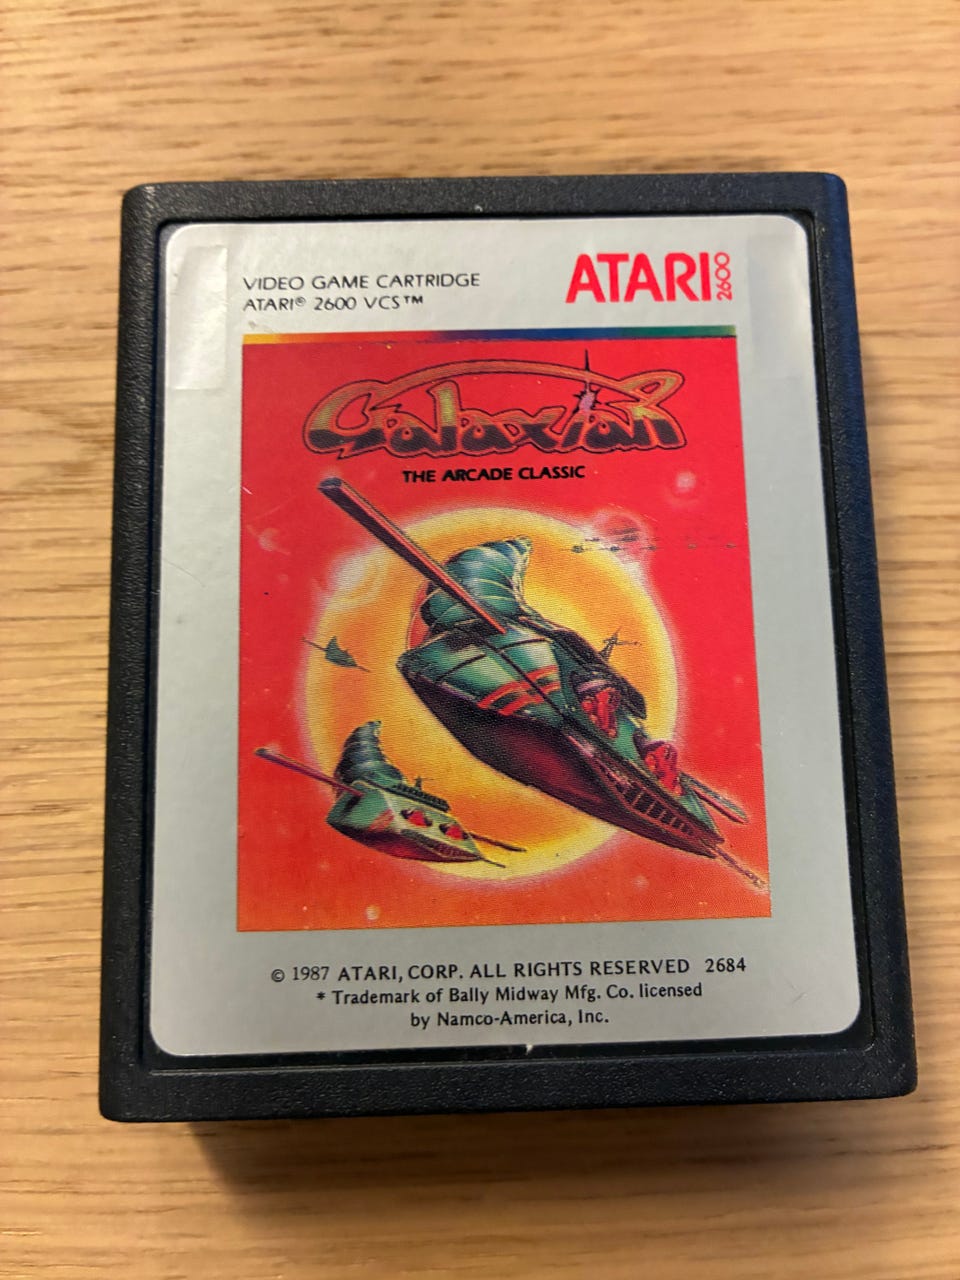 VIDEO GAME CARTRIDGE
ATARI® 2600 VCS™
ATARI 2600
Galaxian
THE ARCADE CLASSIC
© 1987 ATARI, CORP. ALL RIGHTS RESERVED 2684
* Trademark of Bally Midway Mfg. Co. licensed
by Namco-America, Inc.